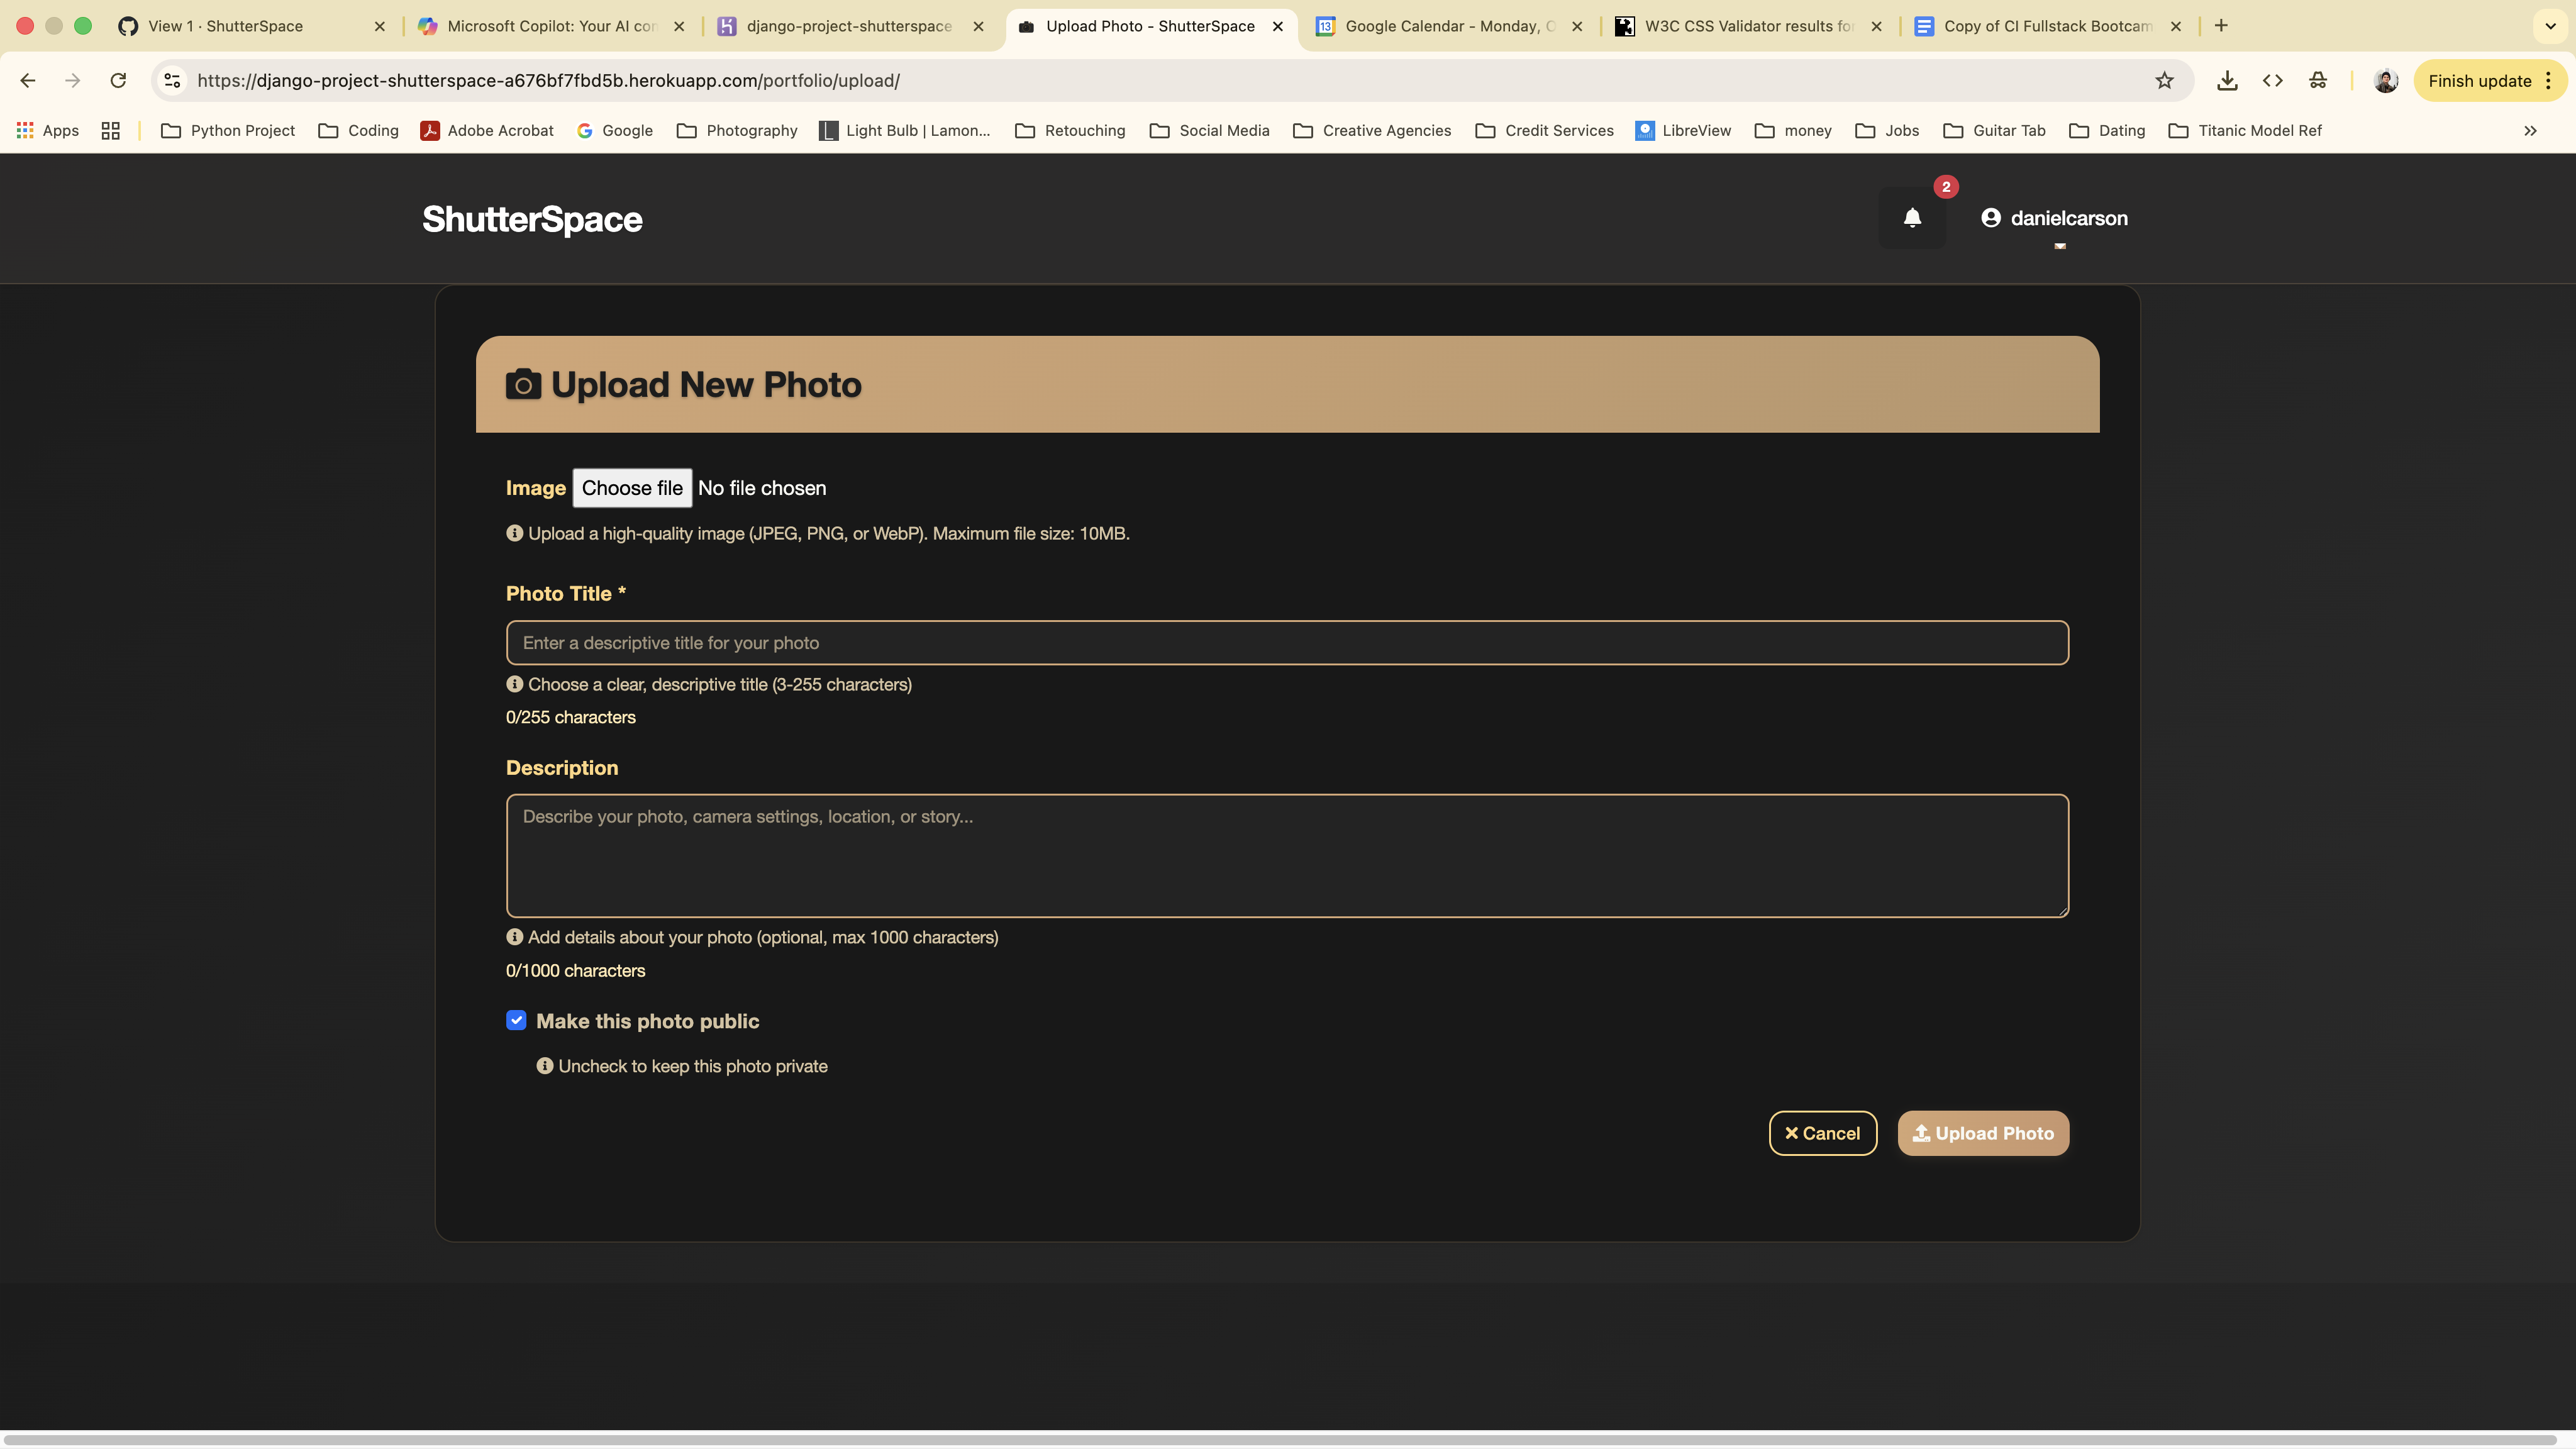 View 1 · ShutterSpace
Microsoft Copilot: Your AI con
django-project-shutterspace
Upload Photo - ShutterSpace
13
Google Calendar - Monday, O
W3C CSS Validator results for
Copy of CI Fullstack Bootcam
https://django-project-shutterspace-a676bf7fbd5b.herokuapp.com/portfolio/upload/
Finish update
Apps
Python Project
Coding
Adobe Acrobat
Google
Photography
Light Bulb | Lamon...
Retouching
Social Media
Creative Agencies
Credit Services
LibreView
money
Jobs
Guitar Tab
Dating
Titanic Model Ref
ShutterSpace
2
danielcarson
Upload New Photo
Image Choose file No file chosen
Upload a high-quality image (JPEG, PNG, or WebP). Maximum file size: 10MB.
Photo Title *
Enter a descriptive title for your photo
Choose a clear, descriptive title (3-255 characters)
0/255 characters
Description
Describe your photo, camera settings, location, or story...
Add details about your photo (optional, max 1000 characters)
0/1000 characters
Make this photo public
Uncheck to keep this photo private
Cancel
Upload Photo